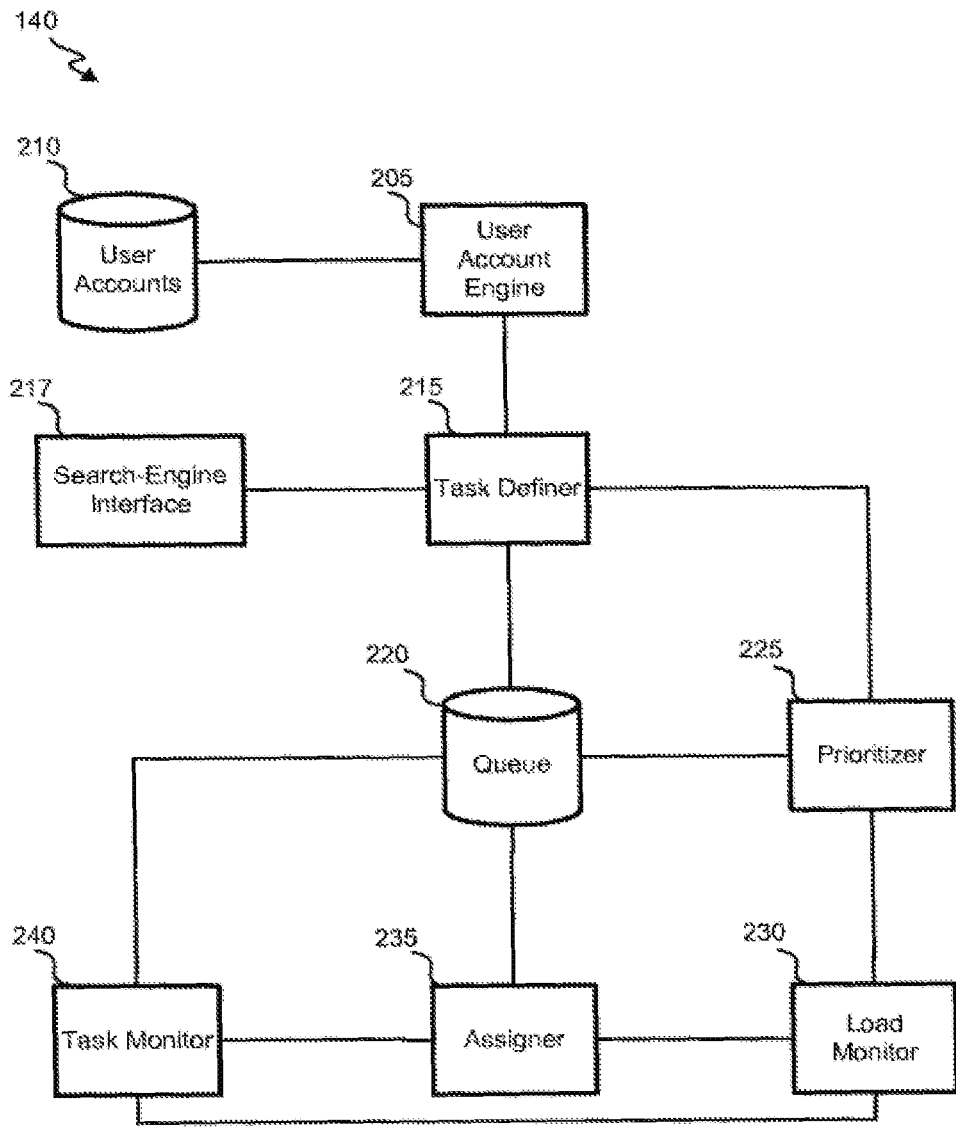 140
210
205
User
Accounts
User
Account
Engine
217
215
Search-Engine
Interface
Task Definer
220
225
Queue
Prioritizer
240
235
230
Task Monitor
Assigner
Load
Monitor